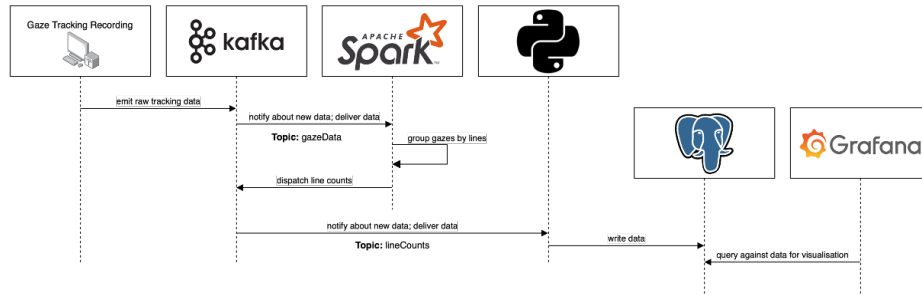 Gaze Tracking Recording
kafka
APACHE
Spark™
emit raw tracking data
notify about new data; deliver data
Topic: gazeData
group gazes by lines
Grafana
dispatch line counts
notify about new data; deliver data
Topic: lineCounts
write data
query against data for visualisation